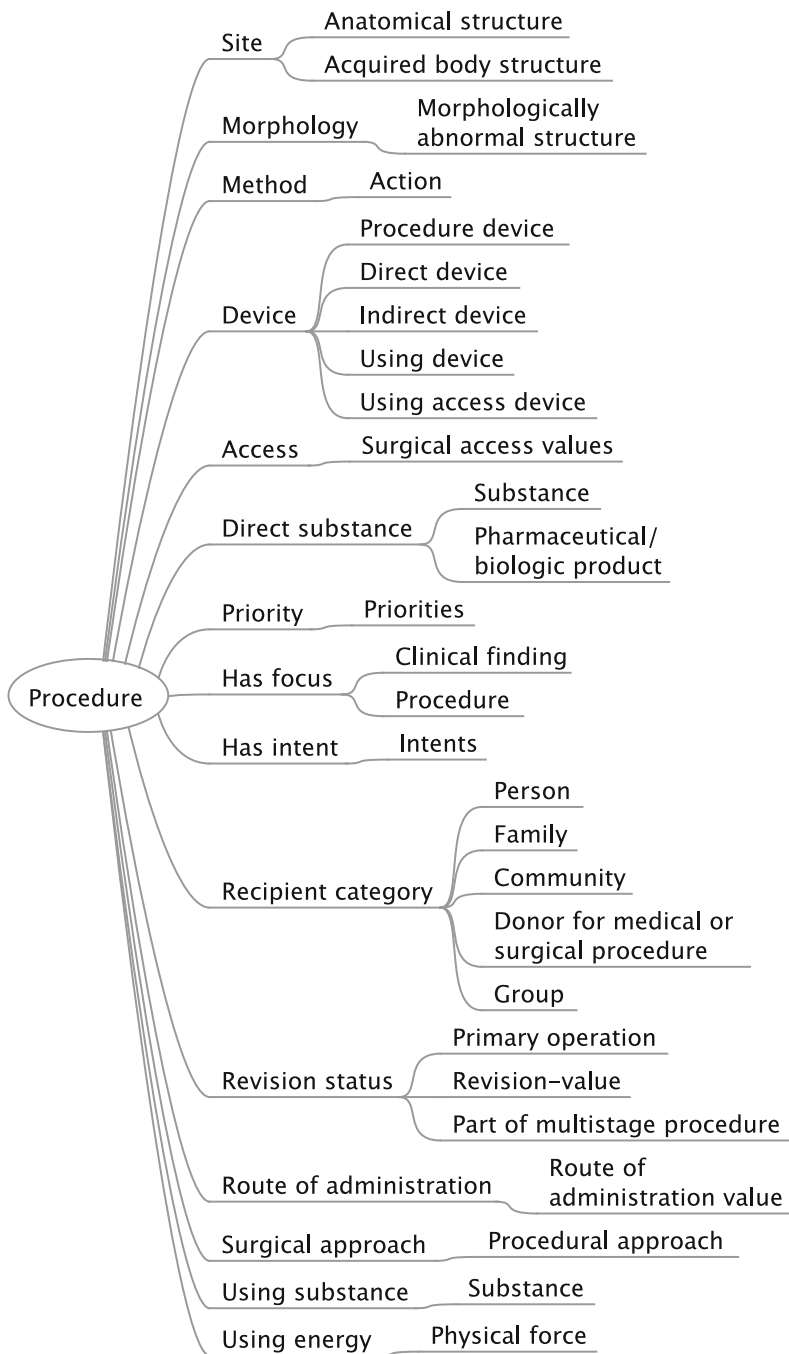 Site
Anatomical structure
Acquired body structure
Morphology
Morphologically
abnormal structure
Method
Action
Device
Procedure device
Direct device
Indirect device
Using device
Using access device
Access
Surgical access values
Direct substance
Substance
Pharmaceutical/
biologic product
Priority
Priorities
Procedure
Has focus
Clinical finding
Procedure
Has intent
Intents
Recipient category
Person
Family
Community
Donor for medical or
surgical procedure
Group
Revision status
Primary operation
Revision–value
Part of multistage procedure
Route of administration
Route of
administration value
Surgical approach
Procedural approach
Using substance
Substance
Using energy
Physical force